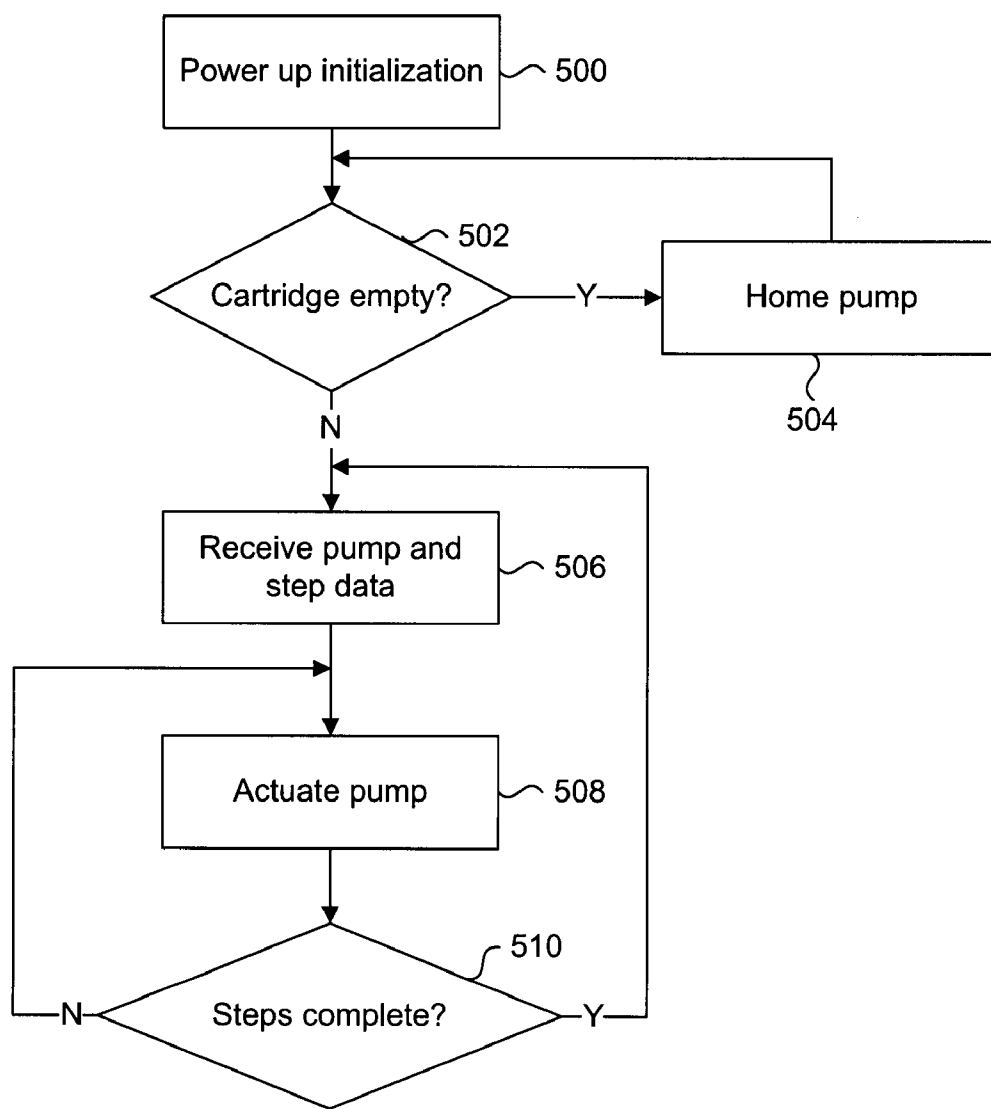 Power up initialization
500
502
Cartridge empty?
Y
Home pump
504
N
Receive pump and
step data
506
Actuate pump
508
510
N
Steps complete?
Y